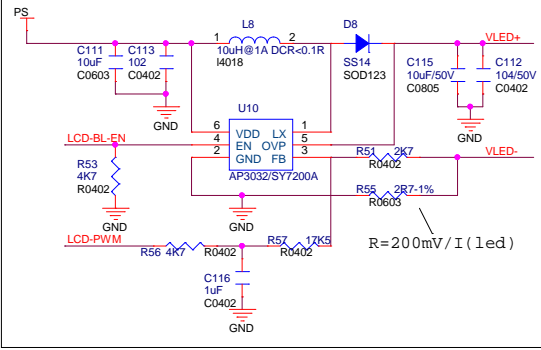 PS
L8
D8
1
2
VLED+
10uH@1A DCR<0.1R
I4018
C111
10uF
C0603
C113
102
C0402
SS14
SOD123
C115
10uF/50V
C0805
C112
104/50V
C0402
GND
GND
U10
6
VDD
LX
1
LCD-BL-EN
4
EN
OVP
5
2
GND
FB
3
AP3032/SY7200A
R53
4K7
R0402
R51
2K7
R0402
VLED-
R55
2R7-1%
R0603
GND
GND
R=200mV/I(led)
LCD-PWM
R56
4K7
R0402
R57
17K5
R0402
C116
1uF
C0402
GND